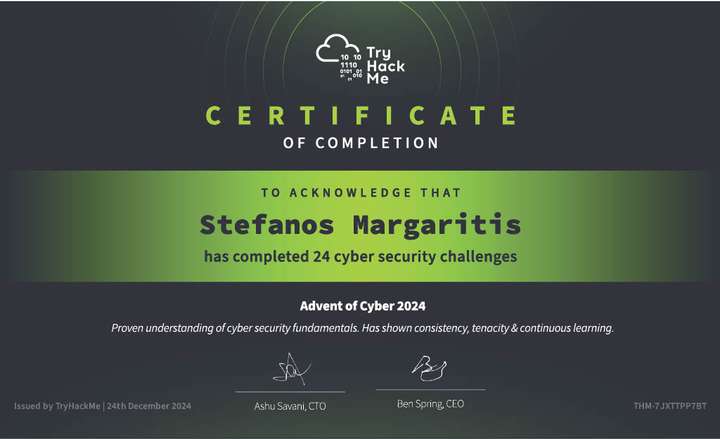 Try
Hack
Me
10 10
1110
0101 01
010
CERTIFICATE
OF COMPLETION
TO ACKNOWLEDGE THAT
Stefanos Margaritis
has completed 24 cyber security challenges
Advent of Cyber 2024
Proven understanding of cyber security fundamentals. Has shown consistency, tenacity & continuous learning.
Ashu Savani, CTO
Ben Spring, CEO
Issued by TryHackMe | 24th December 2024
THM-7JXTTPP7BT